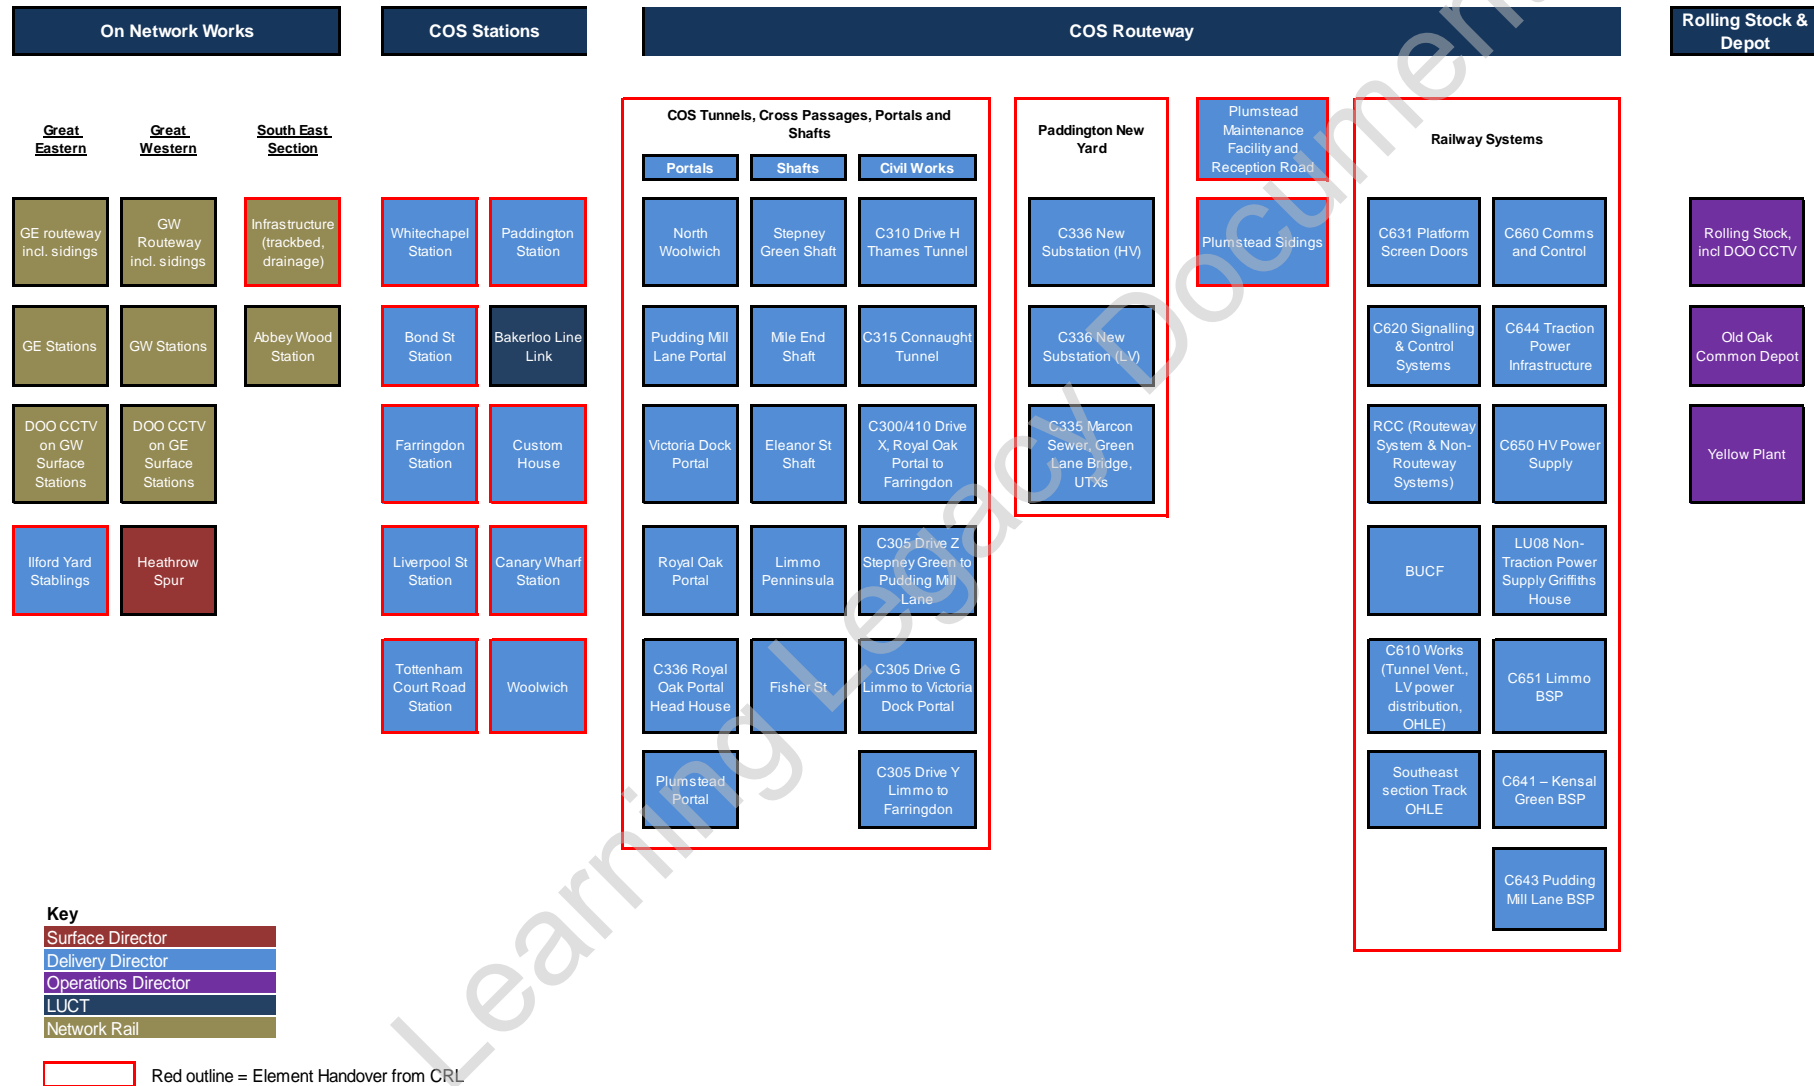 On Network Works
COS Stations
COS Routeway
Rolling Stock &
Depot
Great
Eastern
Great
Western
South East
Section
GE routeway
incl. sidings
GW
Routeway
incl. sidings
Infrastructure
(trackbed,
drainage)
GE Stations
GW Stations
Abbey Wood
Station
DOO CCTV
on GW
Surface
Stations
DOO CCTV
on GE
Surface
Stations
Ilford Yard
Stablings
Heathrow
Spur
Whitechapel
Station
Paddington
Station
Bond St
Station
Bakerloo Line
Link
Farringdon
Station
Custom
House
Liverpool St
Station
Canary Wharf
Station
Tottenham
Court Road
Station
Woolwich
COS Tunnels, Cross Passages, Portals and
Shafts
Portals
Shafts
Civil Works
North
Woolwich
Stepney
Green Shaft
C310 Drive H
Thames Tunnel
Pudding Mill
Lane Portal
Mile End
Shaft
C315 Connaught
Tunnel
Victoria Dock
Portal
Eleanor St
Shaft
C300/410 Drive
X, Royal Oak
Portal to
Farringdon
Royal Oak
Portal
Limmo
Penninsula
C305 Drive Z
Stepney Green to
Pudding Mill
Lane
C336 Royal
Oak Portal
Head House
Fisher St
C305 Drive G
Limmo to Victoria
Dock Portal
Plumstead
Portal
C305 Drive Y
Limmo to
Farringdon
Paddington New
Yard
C336 New
Substation (HV)
C336 New
Substation (LV)
C335 Marcon
Sewer, Green
Lane Bridge,
UTXs
Plumstead
Maintenance
Facility and
Reception Road
Plumstead Sidings
Railway Systems
C631 Platform
Screen Doors
C660 Comms
and Control
C620 Signalling
& Control
Systems
C644 Traction
Power
Infrastructure
RCC (Routeway
System & Non-
Routeway
Systems)
C650 HV Power
Supply
BUCF
LU08 Non-
Traction Power
Supply Griffiths
House
C610 Works
(Tunnel Vent.,
LV power
distribution,
OHLE)
C651 Limmo
BSP
Southeast
section Track
OHLE
C641 – Kensal
Green BSP
C643 Pudding
Mill Lane BSP
Rolling Stock,
incl DOO CCTV
Old Oak
Common Depot
Yellow Plant
Key
Surface Director
Delivery Director
Operations Director
LUCT
Network Rail
Red outline = Element Handover from CRL
Learning Legacy Document